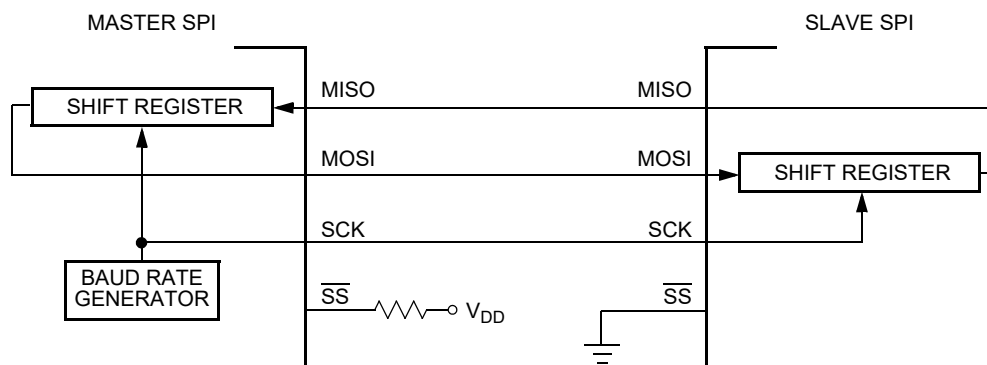 MASTER SPI
SLAVE SPI
MISO
MISO
SHIFT REGISTER
MOSI
MOSI
SHIFT REGISTER
SCK
SCK
BAUD RATE
GENERATOR
SS
VDD
SS